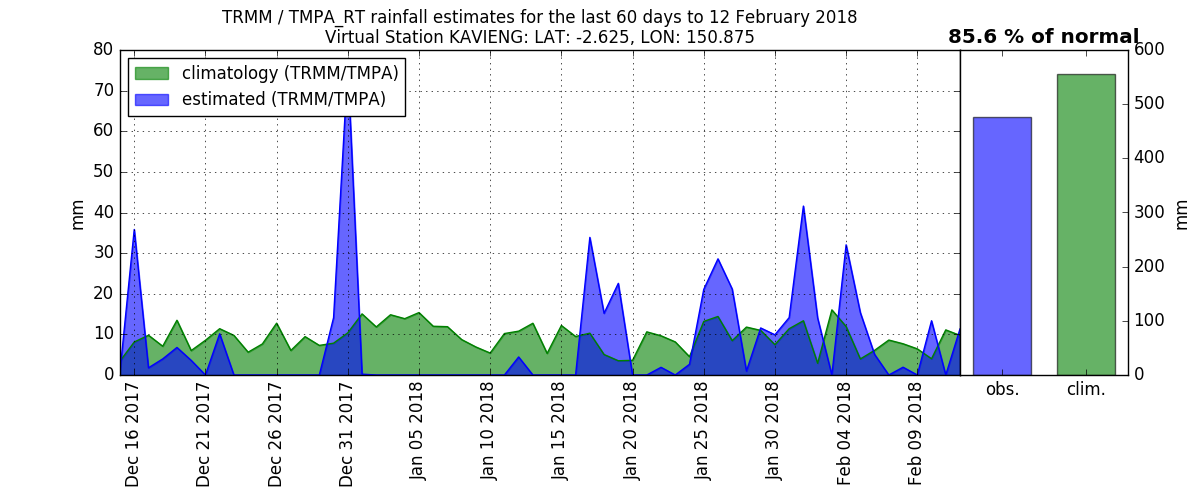 TRMM / TMPA_RT rainfall estimates for the last 60 days to 12 February 2018
Virtual Station KAVIENG: LAT: -2.625, LON: 150.875
85.6 % of normal
climatology (TRMM/TMPA)
estimated (TRMM/TMPA)
80
70
60
50
40
30
20
10
0
mm
Dec 16 2017
Dec 21 2017
Dec 26 2017
Dec 31 2017
Jan 05 2018
Jan 10 2018
Jan 15 2018
Jan 20 2018
Jan 25 2018
Jan 30 2018
Feb 04 2018
Feb 09 2018
obs.
clim.
600
500
400
300
200
100
0
mm